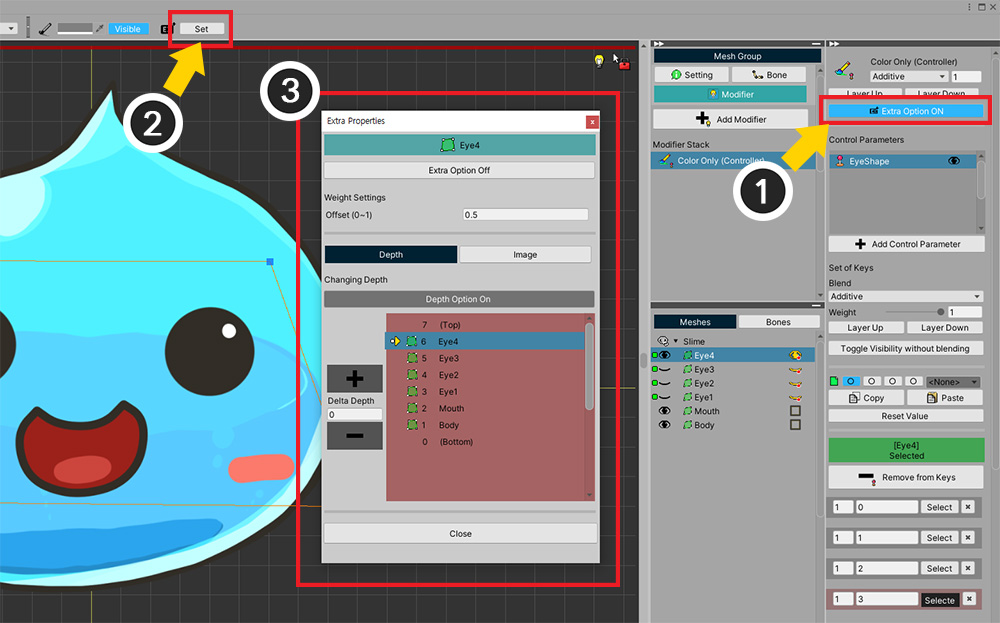 Visible
E
Set
2
3
1
Extra Properties
x
Eye4
Extra Option Off
Weight Settings
Offset (0~1)
0.5
Depth
Image
Changing Depth
Depth Option On
7 (Top)
6 Eye4
5 Eye3
4 Eye2
3 Eye1
2 Mouth
1 Body
0 (Bottom)
Delta Depth
0
Close
Mesh Group
Setting
Bone
Modifier
Add Modifier
Modifier Stack
Color Only (Controller)
Meshes
Bones
Slime
Eye4
Eye3
Eye2
Eye1
Mouth
Body
Color Only (Controller)
Additive
1
Layer Up
Layer Down
Extra Option ON
Control Parameters
EyeShape
Add Control Parameter
Set of Keys
Blend
Additive
Weight
1
Layer Up
Layer Down
Toggle Visibility without blending
<None>
Copy
Paste
Reset Value
[Eye4]
Selected
Remove from Keys
1 0 Select x
1 1 Select x
1 2 Select x
1 3 Selecte x